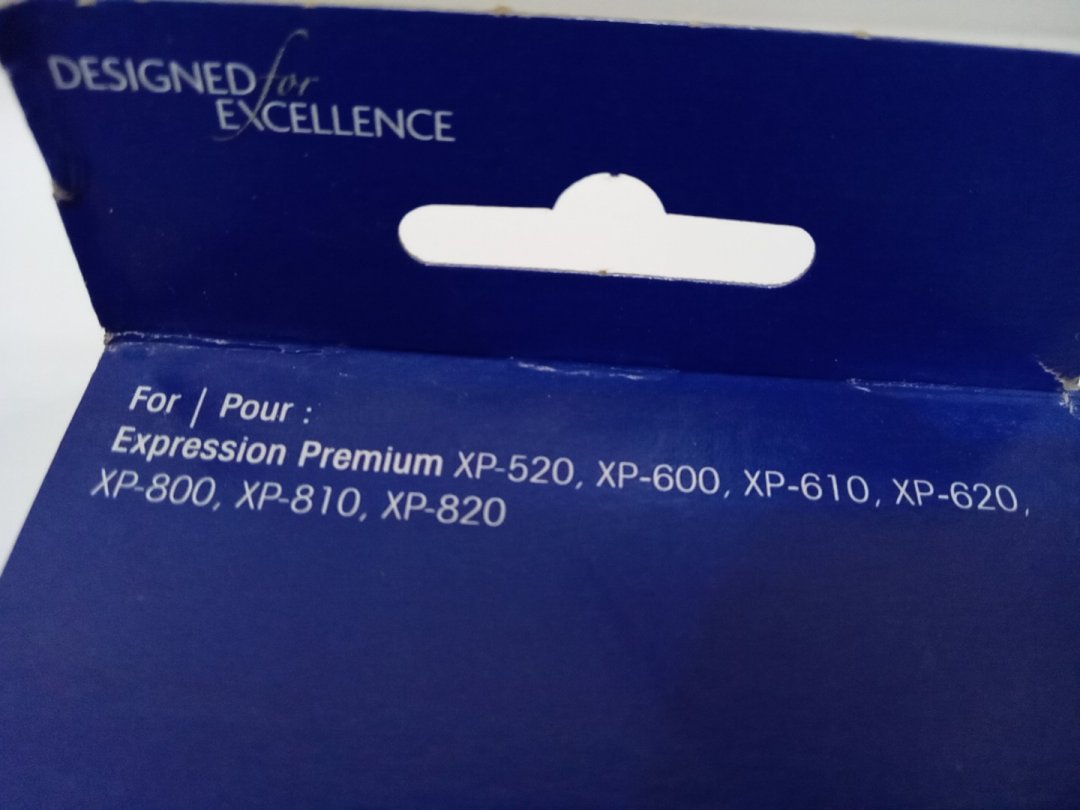 DESIGNED for
EXCELLENCE
For | Pour :
Expression Premium XP-520, XP-600, XP-610, XP-620,
XP-800, XP-810, XP-820